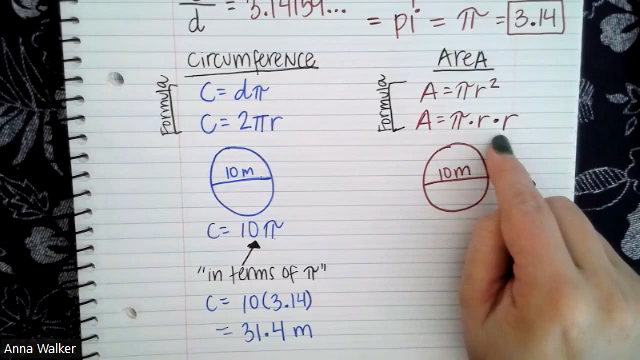 d = 3.14159...
= pi = π = 3.14
Circumference
Formula
C = dπ
C = 2πr
10m
C = 10π
"in terms of π"
C = 10(3.14)
= 31.4 m
Area
Formula
A = πr²
A = π·r·r
10m
Anna Walker